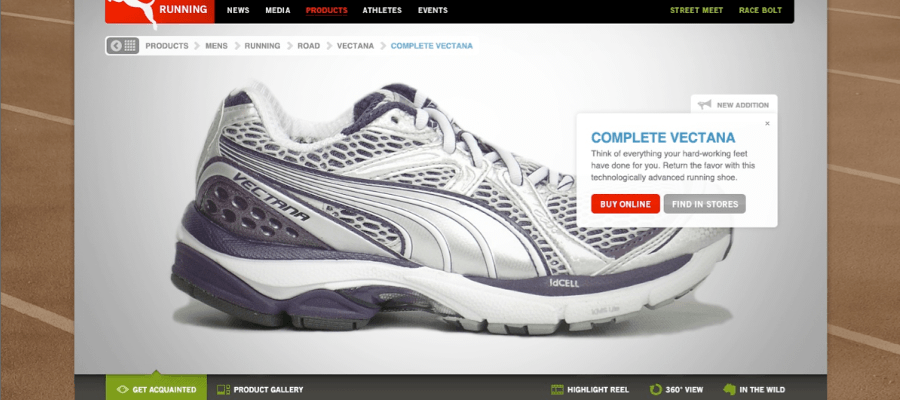 RUNNING NEWS MEDIA PRODUCTS ATHLETES EVENTS STREET MEET RACE BOLT
PRODUCTS MENS RUNNING ROAD VECTANA COMPLETE VECTANA
NEW ADDITION
×
COMPLETE VECTANA
Think of everything your hard-working feet
have done for you. Return the favor with this
technologically advanced running shoe.
BUY ONLINE FIND IN STORES
VECTANA
IdCELL
GET ACQUAINTED PRODUCT GALLERY HIGHLIGHT REEL 360° VIEW IN THE WILD